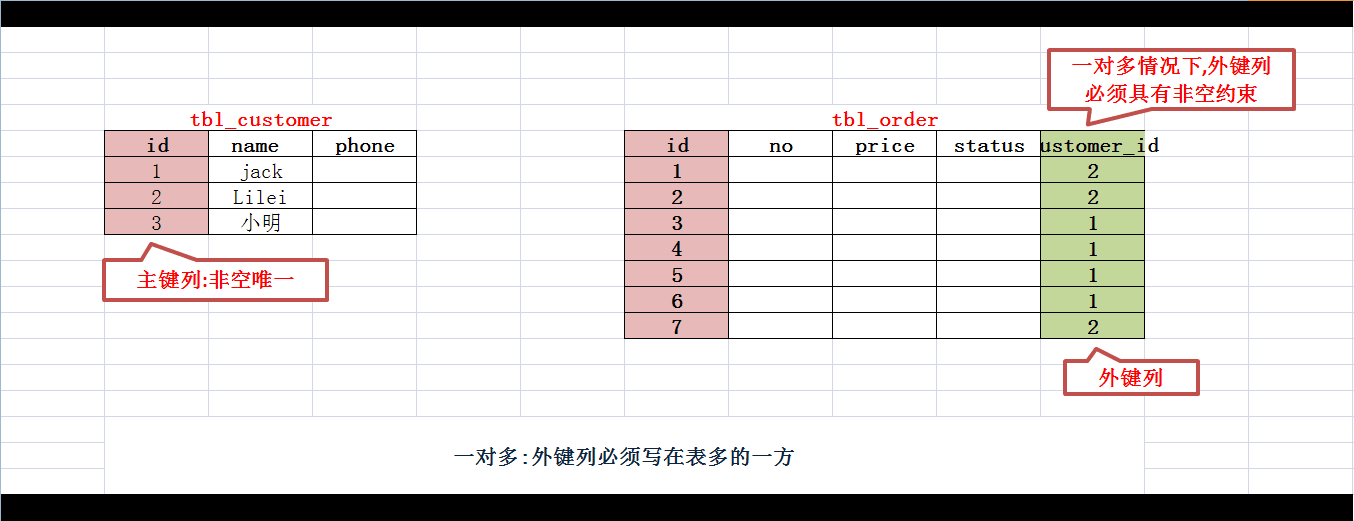 一对多情况下,外键列
必须具有非空约束
tbl_customer
tbl_order
id name phone
id no price status ustomer_id
1 jack
1 2
2 Lilei
2 2
3 小明
3 1
4 1
5 1
6 1
7 2
主键列:非空唯一
外键列
一对多:外键列必须写在表多的一方